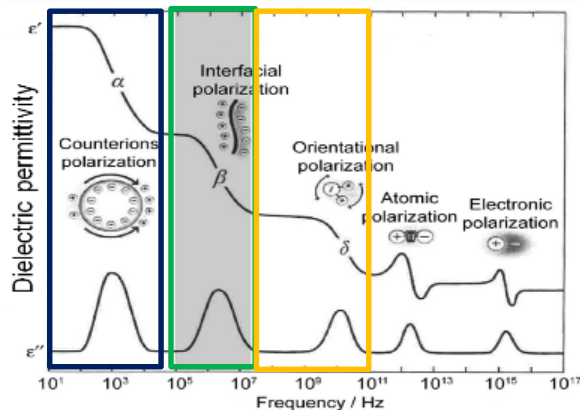 ε'
α
Interfacial
polarization
Counterions
polarization
β
Orientational
polarization
Atomic
polarization
Electronic
polarization
δ
Dielectric permittivity
ε''
10¹ 10³ 10⁵ 10⁷ 10⁹ 10¹¹ 10¹³ 10¹⁵ 10¹⁷
Frequency / Hz